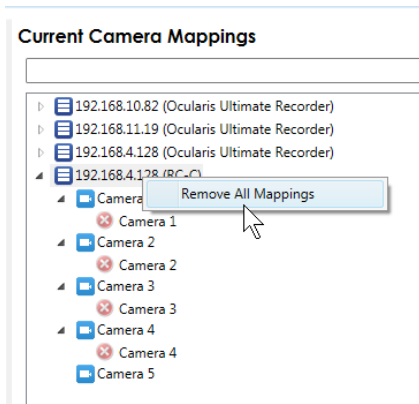 Current Camera Mappings
192.168.10.82 (Ocularis Ultimate Recorder)
192.168.11.19 (Ocularis Ultimate Recorder)
192.168.4.128 (Ocularis Ultimate Recorder)
192.168.4.128 (RC-C)
Remove All Mappings
Camera
Camera 1
Camera 2
Camera 2
Camera 3
Camera 3
Camera 4
Camera 4
Camera 5